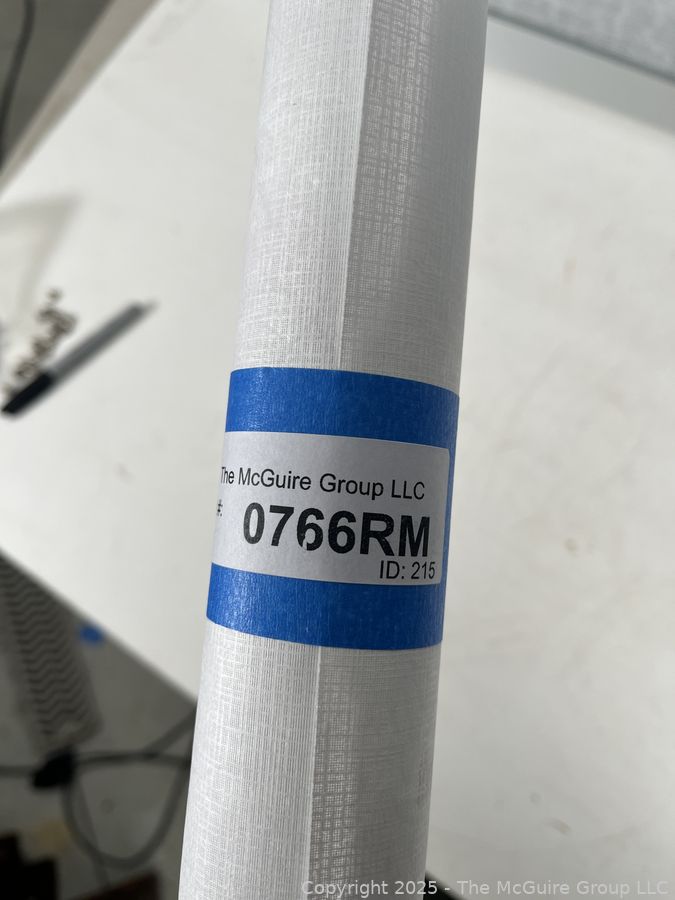 The McGuire Group LLC
#:
0766RM
ID: 215
Copyright 2025 - The McGuire Group LLC